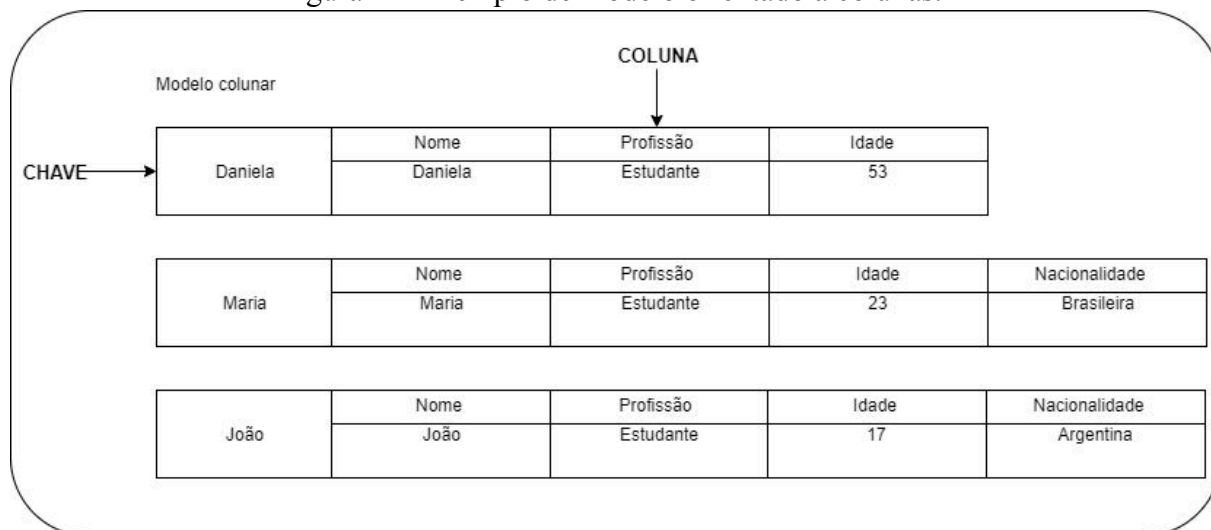 COLUNA
Modelo colunar
Nome Profissão Idade
CHAVE Daniela Daniela Estudante 53
Nome Profissão Idade Nacionalidade
Maria Maria Estudante 23 Brasileira
Nome Profissão Idade Nacionalidade
João João Estudante 17 Argentina